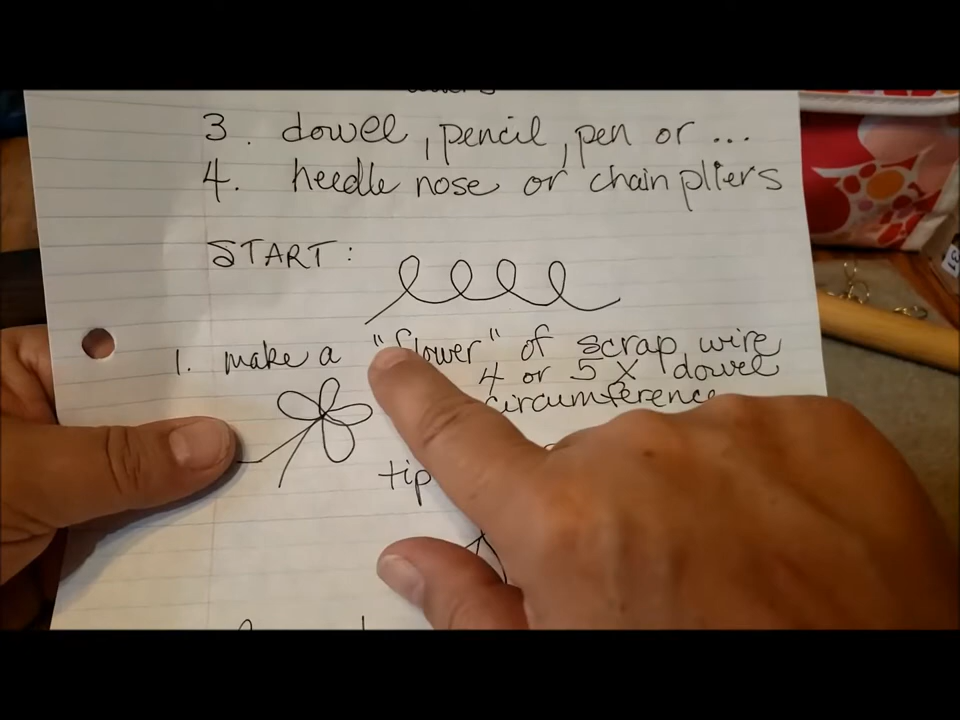 3. dowel, pencil, pen or ...
4. needle nose or chain pliers
START:
1. make a "flower" of scrap wire
4 or 5 X dowel
circumference
tip
31